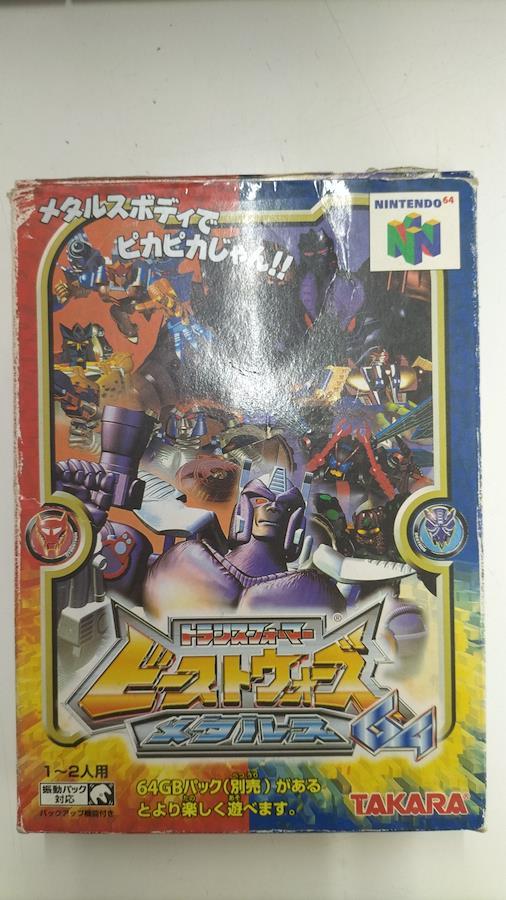 メタルスボディで
ピカピカじゃん!!
NINTENDO 64
トランスフォーマー
ビーストウォーズ
メタルス64
1～2人用
振動パック
対応
バックアップ機能付き
64GBパック(別売)がある
とより楽しく遊べます。
TAKARA